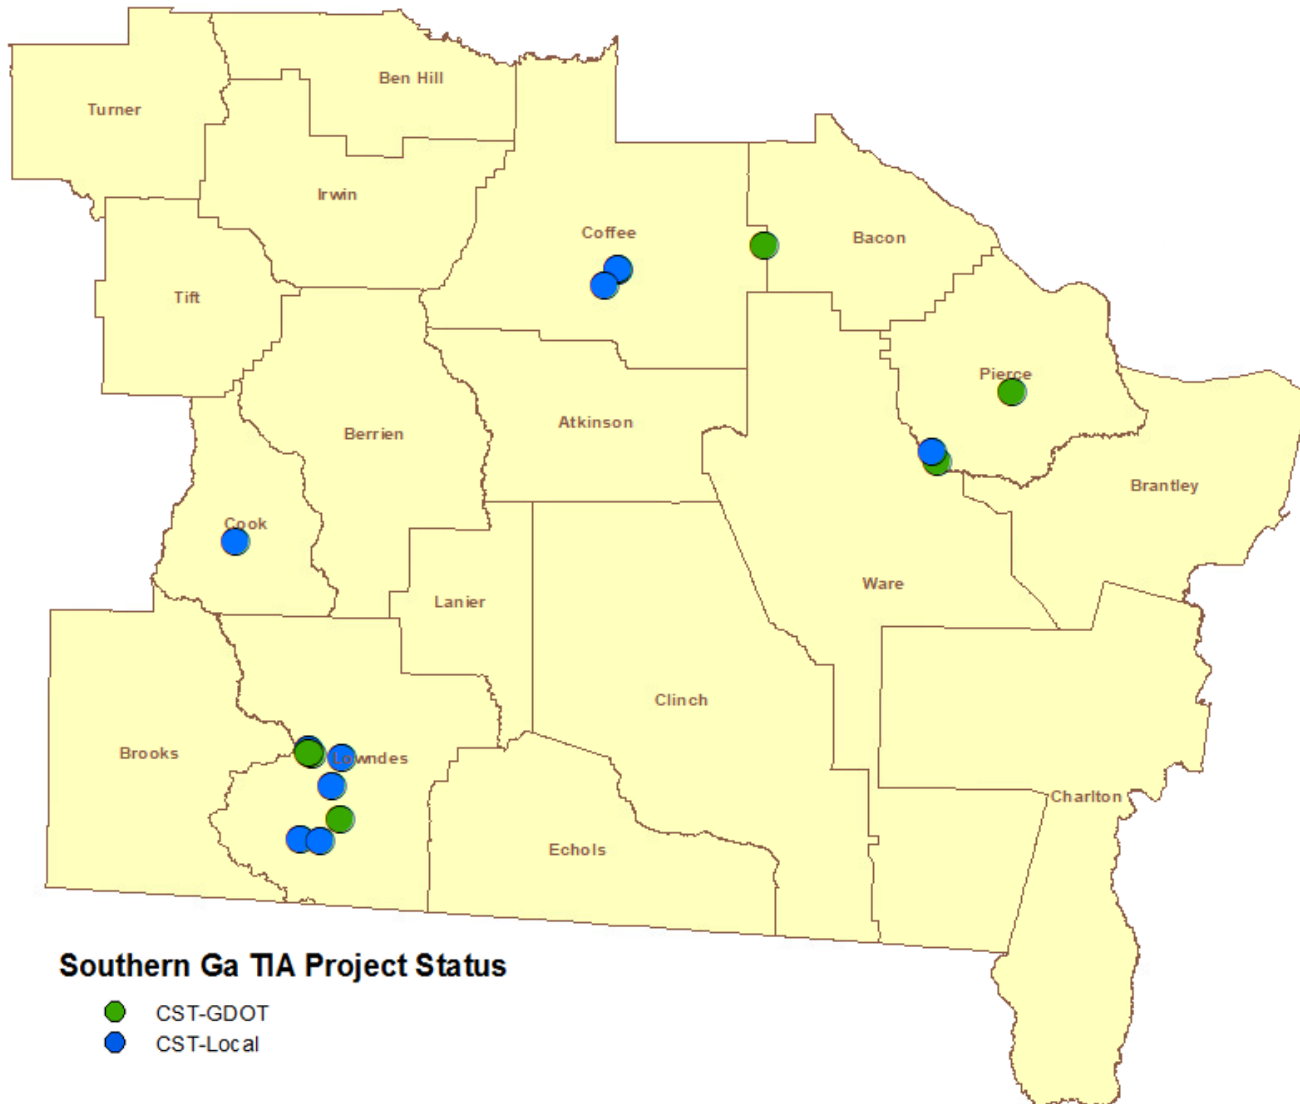 Ben Hill
Turner
Irwin
Coffee
Bacon
Tift
Pierce
Atkinson
Berrien
Brantley
Cook
Ware
Lanier
Clinch
Brooks
Lowndes
Charlton
Echols
Southern Ga TIA Project Status
CST-GDOT
CST-Local